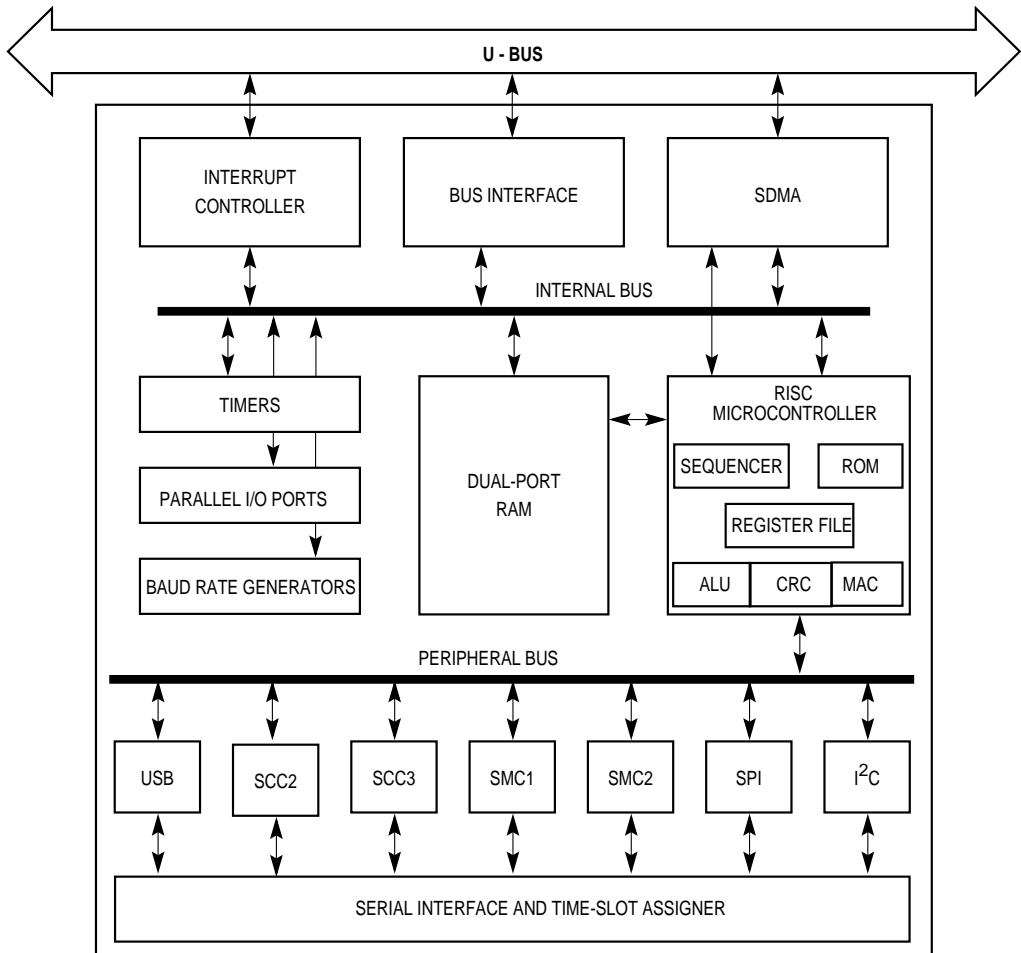 U - BUS
INTERRUPT
CONTROLLER
BUS INTERFACE
SDMA
INTERNAL BUS
TIMERS
PARALLEL I/O PORTS
BAUD RATE GENERATORS
DUAL-PORT
RAM
RISC
MICROCONTROLLER
SEQUENCER
ROM
REGISTER FILE
ALU
CRC
MAC
PERIPHERAL BUS
USB
SCC2
SCC3
SMC1
SMC2
SPI
I²C
SERIAL INTERFACE AND TIME-SLOT ASSIGNER